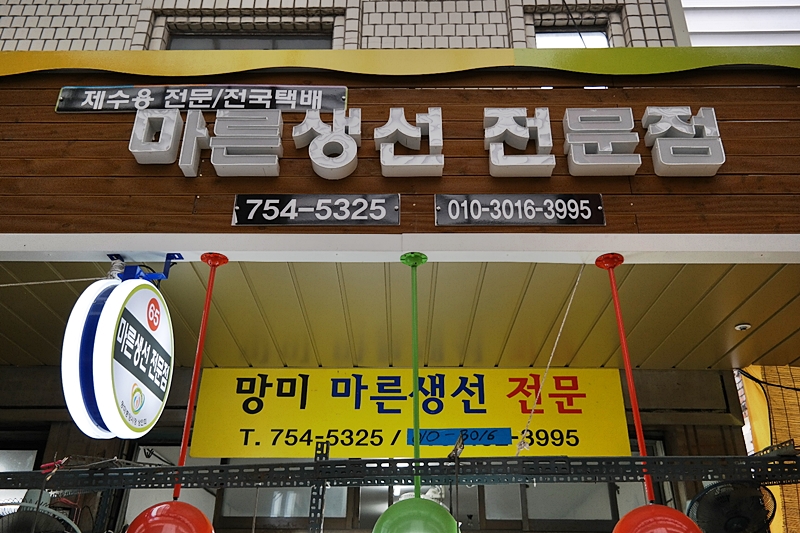 제수용 전문/전국택배
마른생선 전문점
754-5325
010-3016-3995
65
마른생선 전문점
망미 마른생선 전문
T. 754-5325 / 010-3016-3995